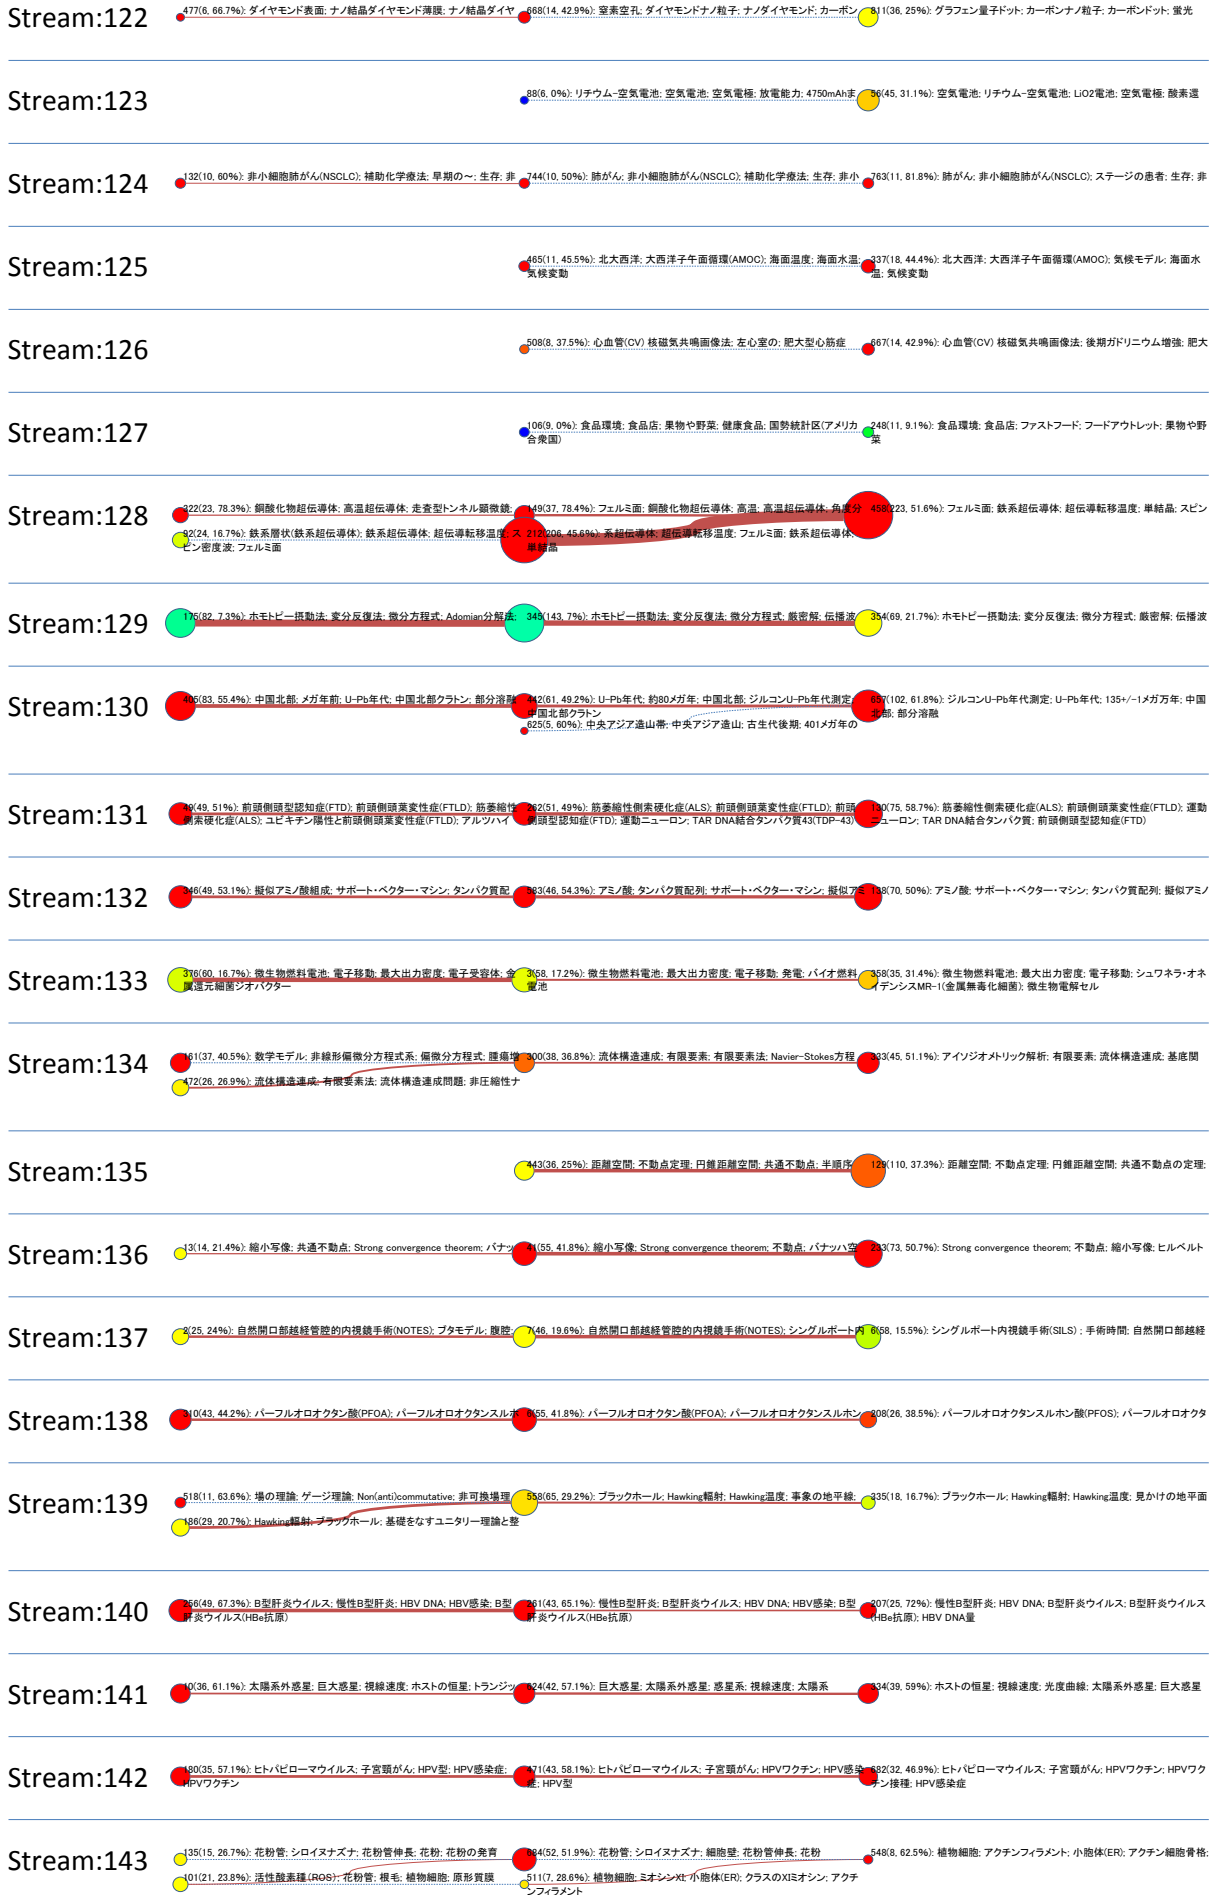 Stream:122
477(6, 66.7%): ダイヤモンド表面; ナノ結晶ダイヤモンド薄膜; ナノ結晶ダイヤ
668(14, 42.9%): 窒素空孔; ダイヤモンドナノ粒子; ナノダイヤモンド; カーボン
811(36, 25%): グラフェン量子ドット; カーボンナノ粒子; カーボンドット; 蛍光
Stream:123
88(6, 0%): リチウム-空気電池; 空気電池; 空気電極; 放電能力; 4750mAhま
56(45, 31.1%): 空気電池; リチウム-空気電池; LiO2電池; 空気電極; 酸素還
Stream:124
132(10, 60%): 非小細胞肺がん(NSCLC); 補助化学療法; 早期の～; 生存; 非
744(10, 50%): 肺がん; 非小細胞肺がん(NSCLC); 補助化学療法; 生存; 非小
763(11, 81.8%): 肺がん; 非小細胞肺がん(NSCLC); ステージの患者; 生存; 非
Stream:125
465(11, 45.5%): 北大西洋; 大西洋子午面循環(AMOC); 海面温度; 海面水温;
気候変動
337(18, 44.4%): 北大西洋; 大西洋子午面循環(AMOC); 気候モデル; 海面水
温; 気候変動
Stream:126
508(8, 37.5%): 心血管(CV) 核磁気共鳴画像法; 左心室の; 肥大型心筋症
667(14, 42.9%): 心血管(CV) 核磁気共鳴画像法; 後期ガドリニウム増強; 肥大
Stream:127
106(9, 0%): 食品環境; 食品店; 果物や野菜; 健康食品; 国勢統計区(アメリカ
合衆国)
248(11, 9.1%): 食品環境; 食品店; ファストフード; フードアウトレット; 果物や野
菜
Stream:128
322(23, 78.3%): 銅酸化物超伝導体; 高温超伝導体; 走査型トンネル顕微鏡;
149(37, 78.4%): フェルミ面; 銅酸化物超伝導体; 高温; 高温超伝導体; 角度分
458(223, 51.6%): フェルミ面; 鉄系超伝導体; 超伝導転移温度; 単結晶; スピン
92(24, 16.7%): 鉄系層状(鉄系超伝導体); 鉄系超伝導体; 超伝導転移温度; ス
ピン密度波; フェルミ面
212(206, 45.6%): 系超伝導体; 超伝導転移温度; フェルミ面; 鉄系超伝導体;
単結晶
Stream:129
175(82, 7.3%): ホモトピー摂動法; 変分反復法; 微分方程式; Adomian分解法;
345(143, 7%): ホモトピー摂動法; 変分反復法; 微分方程式; 厳密解; 伝播波
354(69, 21.7%): ホモトピー摂動法; 変分反復法; 微分方程式; 厳密解; 伝播波
Stream:130
405(83, 55.4%): 中国北部; メガ年前; U-Pb年代; 中国北部クラトン; 部分溶融
442(61, 49.2%): U-Pb年代; 約80メガ年; 中国北部; ジルコンU-Pb年代測定;
中国北部クラトン
657(102, 61.8%): ジルコンU-Pb年代測定; U-Pb年代; 135+/-1メガ万年; 中国
北部; 部分溶融
625(5, 60%): 中央アジア造山帯; 中央アジア造山; 古生代後期; 401メガ年の
Stream:131
49(49, 51%): 前頭側頭型認知症(FTD); 前頭側頭葉変性症(FTLD); 筋萎縮性
側索硬化症(ALS); ユビキチン陽性と前頭側頭葉変性症(FTLD); アルツハイ
262(51, 49%): 筋萎縮性側索硬化症(ALS); 前頭側頭葉変性症(FTLD); 前頭
側頭型認知症(FTD); 運動ニューロン; TAR DNA結合タンパク質43(TDP-43)
130(75, 58.7%): 筋萎縮性側索硬化症(ALS); 前頭側頭葉変性症(FTLD); 運動
ニューロン; TAR DNA結合タンパク質; 前頭側頭型認知症(FTD)
Stream:132
346(49, 53.1%): 擬似アミノ酸組成; サポート・ベクター・マシン; タンパク質配
583(46, 54.3%): アミノ酸; タンパク質配列; サポート・ベクター・マシン; 擬似アミ
138(70, 50%): アミノ酸; サポート・ベクター・マシン; タンパク質配列; 擬似アミノ
Stream:133
376(60, 16.7%): 微生物燃料電池; 電子移動; 最大出力密度; 電子受容体; 金
属還元細菌ジオバクター
3(58, 17.2%): 微生物燃料電池; 最大出力密度; 電子移動; 発電; バイオ燃料
電池
358(35, 31.4%): 微生物燃料電池; 最大出力密度; 電子移動; シュワネラ・オネ
イデンシスMR-1(金属無毒化細菌); 微生物電解セル
Stream:134
161(37, 40.5%): 数学モデル; 非線形偏微分方程式系; 偏微分方程式; 腫瘍増
300(38, 36.8%): 流体構造連成; 有限要素; 有限要素法; Navier-Stokes方程
333(45, 51.1%): アイソジオメトリック解析; 有限要素; 流体構造連成; 基底関
472(26, 26.9%): 流体構造連成; 有限要素法; 流体構造連成問題; 非圧縮性ナ
Stream:135
443(36, 25%): 距離空間; 不動点定理; 円錐距離空間; 共通不動点; 半順序
129(110, 37.3%): 距離空間; 不動点定理; 円錐距離空間; 共通不動点の定理;
Stream:136
13(14, 21.4%): 縮小写像; 共通不動点; Strong convergence theorem; バナッ
41(55, 41.8%): 縮小写像; Strong convergence theorem; 不動点; バナッハ空
233(73, 50.7%): Strong convergence theorem; 不動点; 縮小写像; ヒルベルト
Stream:137
2(25, 24%): 自然開口部越経管腔的内視鏡手術(NOTES); ブタモデル; 腹腔
7(46, 19.6%): 自然開口部越経管腔的内視鏡手術(NOTES); シングルポート内
6(58, 15.5%): シングルポート内視鏡手術(SILS) ; 手術時間; 自然開口部越経
Stream:138
310(43, 44.2%): パーフルオロオクタン酸(PFOA); パーフルオロオクタンスルホ
6(55, 41.8%): パーフルオロオクタン酸(PFOA); パーフルオロオクタンスルホン
208(26, 38.5%): パーフルオロオクタンスルホン酸(PFOS); パーフルオロオクタ
Stream:139
518(11, 63.6%): 場の理論; ゲージ理論; Non(anti)commutative; 非可換場理
558(65, 29.2%): ブラックホール; Hawking輻射; Hawking温度; 事象の地平線;
335(18, 16.7%): ブラックホール; Hawking輻射; Hawking温度; 見かけの地平面
186(29, 20.7%): Hawking輻射; ブラックホール; 基礎をなすユニタリー理論と整
Stream:140
256(49, 67.3%): B型肝炎ウイルス; 慢性B型肝炎; HBV DNA; HBV感染; B型
肝炎ウイルス(HBe抗原)
261(43, 65.1%): 慢性B型肝炎; B型肝炎ウイルス; HBV DNA; HBV感染; B型
肝炎ウイルス(HBe抗原)
207(25, 72%): 慢性B型肝炎; HBV DNA; B型肝炎ウイルス; B型肝炎ウイルス
(HBe抗原); HBV DNA量
Stream:141
10(36, 61.1%): 太陽系外惑星; 巨大惑星; 視線速度; ホストの恒星; トランジッ
624(42, 57.1%): 巨大惑星; 太陽系外惑星; 惑星系; 視線速度; 太陽系
334(39, 59%): ホストの恒星; 視線速度; 光度曲線; 太陽系外惑星; 巨大惑星
Stream:142
180(35, 57.1%): ヒトパピローマウイルス; 子宮頸がん; HPV型; HPV感染症;
HPVワクチン
471(43, 58.1%): ヒトパピローマウイルス; 子宮頸がん; HPVワクチン; HPV感染
症; HPV型
682(32, 46.9%): ヒトパピローマウイルス; 子宮頸がん; HPVワクチン; HPVワク
チン接種; HPV感染症
Stream:143
135(15, 26.7%): 花粉管; シロイヌナズナ; 花粉管伸長; 花粉; 花粉の発育
684(52, 51.9%): 花粉管; シロイヌナズナ; 細胞壁; 花粉管伸長; 花粉
548(8, 62.5%): 植物細胞; アクチンフィラメント; 小胞体(ER); アクチン細胞骨格;
101(21, 23.8%): 活性酸素種(ROS); 花粉管; 根毛; 植物細胞; 原形質膜
511(7, 28.6%): 植物細胞; ミオシンXI; 小胞体(ER); クラスのXIミオシン; アクチ
ンフィラメント